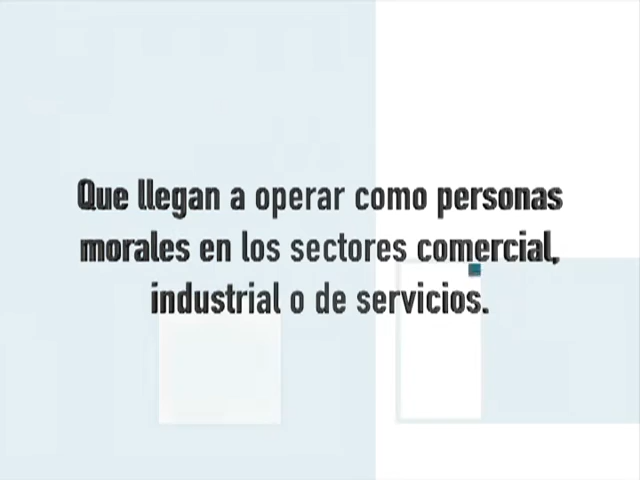 Que llegan a operar como personas
morales en los sectores comercial,
industrial o de servicios.